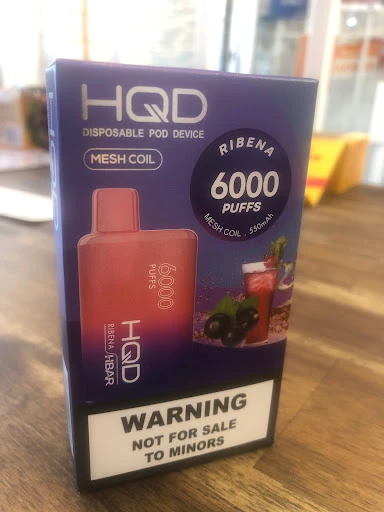 HQD
DISPOSABLE POD DEVICE
MESH COIL
RIBENA
6000
PUFFS
MESH COIL . 550mAh
6000
PUFFS
HQD
RIBENA/HBAR
WARNING
NOT FOR SALE
TO MINORS